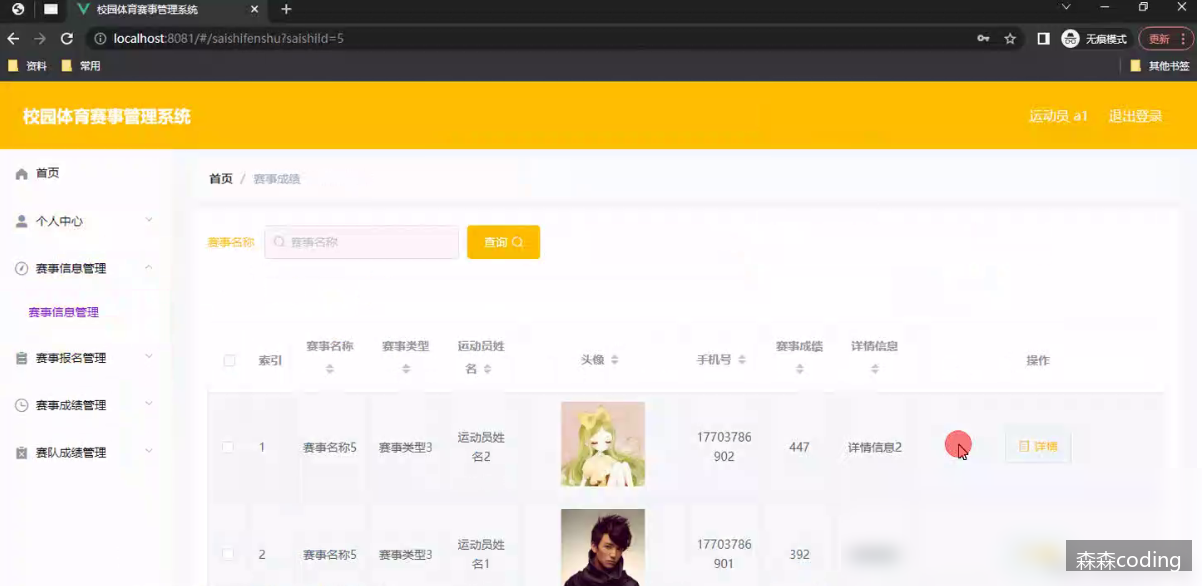 校园体育赛事管理系统
localhost:8081/#/saishifenshu?saishiId=5
无痕模式
更新
资料
常用
其他书签
校园体育赛事管理系统
运动员 a1
退出登录
首页
个人中心
赛事信息管理
赛事信息管理
赛事报名管理
赛事成绩管理
赛队成绩管理
首页 / 赛事成绩
赛事名称
赛事名称
查询
索引
赛事名称
赛事类型
运动员姓
名
头像
手机号
赛事成绩
详情信息
操作
1
赛事名称5
赛事类型3
运动员姓
名2
17703786
902
447
详情信息2
详情
2
赛事名称5
赛事类型3
运动员姓
名1
17703786
901
392
森森coding